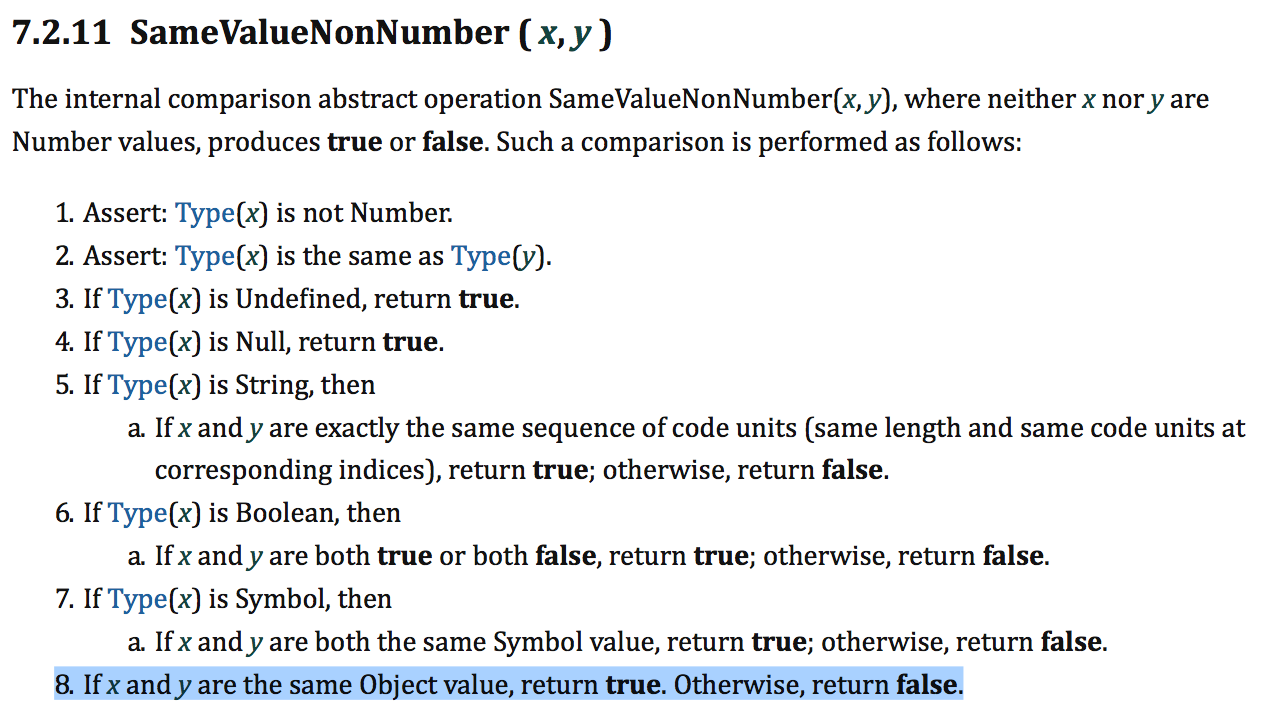 7.2.11 SameValueNonNumber ( x, y )
The internal comparison abstract operation SameValueNonNumber(x, y), where neither x nor y are
Number values, produces true or false. Such a comparison is performed as follows:
1. Assert: Type(x) is not Number.
2. Assert: Type(x) is the same as Type(y).
3. If Type(x) is Undefined, return true.
4. If Type(x) is Null, return true.
5. If Type(x) is String, then
a. If x and y are exactly the same sequence of code units (same length and same code units at
corresponding indices), return true; otherwise, return false.
6. If Type(x) is Boolean, then
a. If x and y are both true or both false, return true; otherwise, return false.
7. If Type(x) is Symbol, then
a. If x and y are both the same Symbol value, return true; otherwise, return false.
8. If x and y are the same Object value, return true. Otherwise, return false.